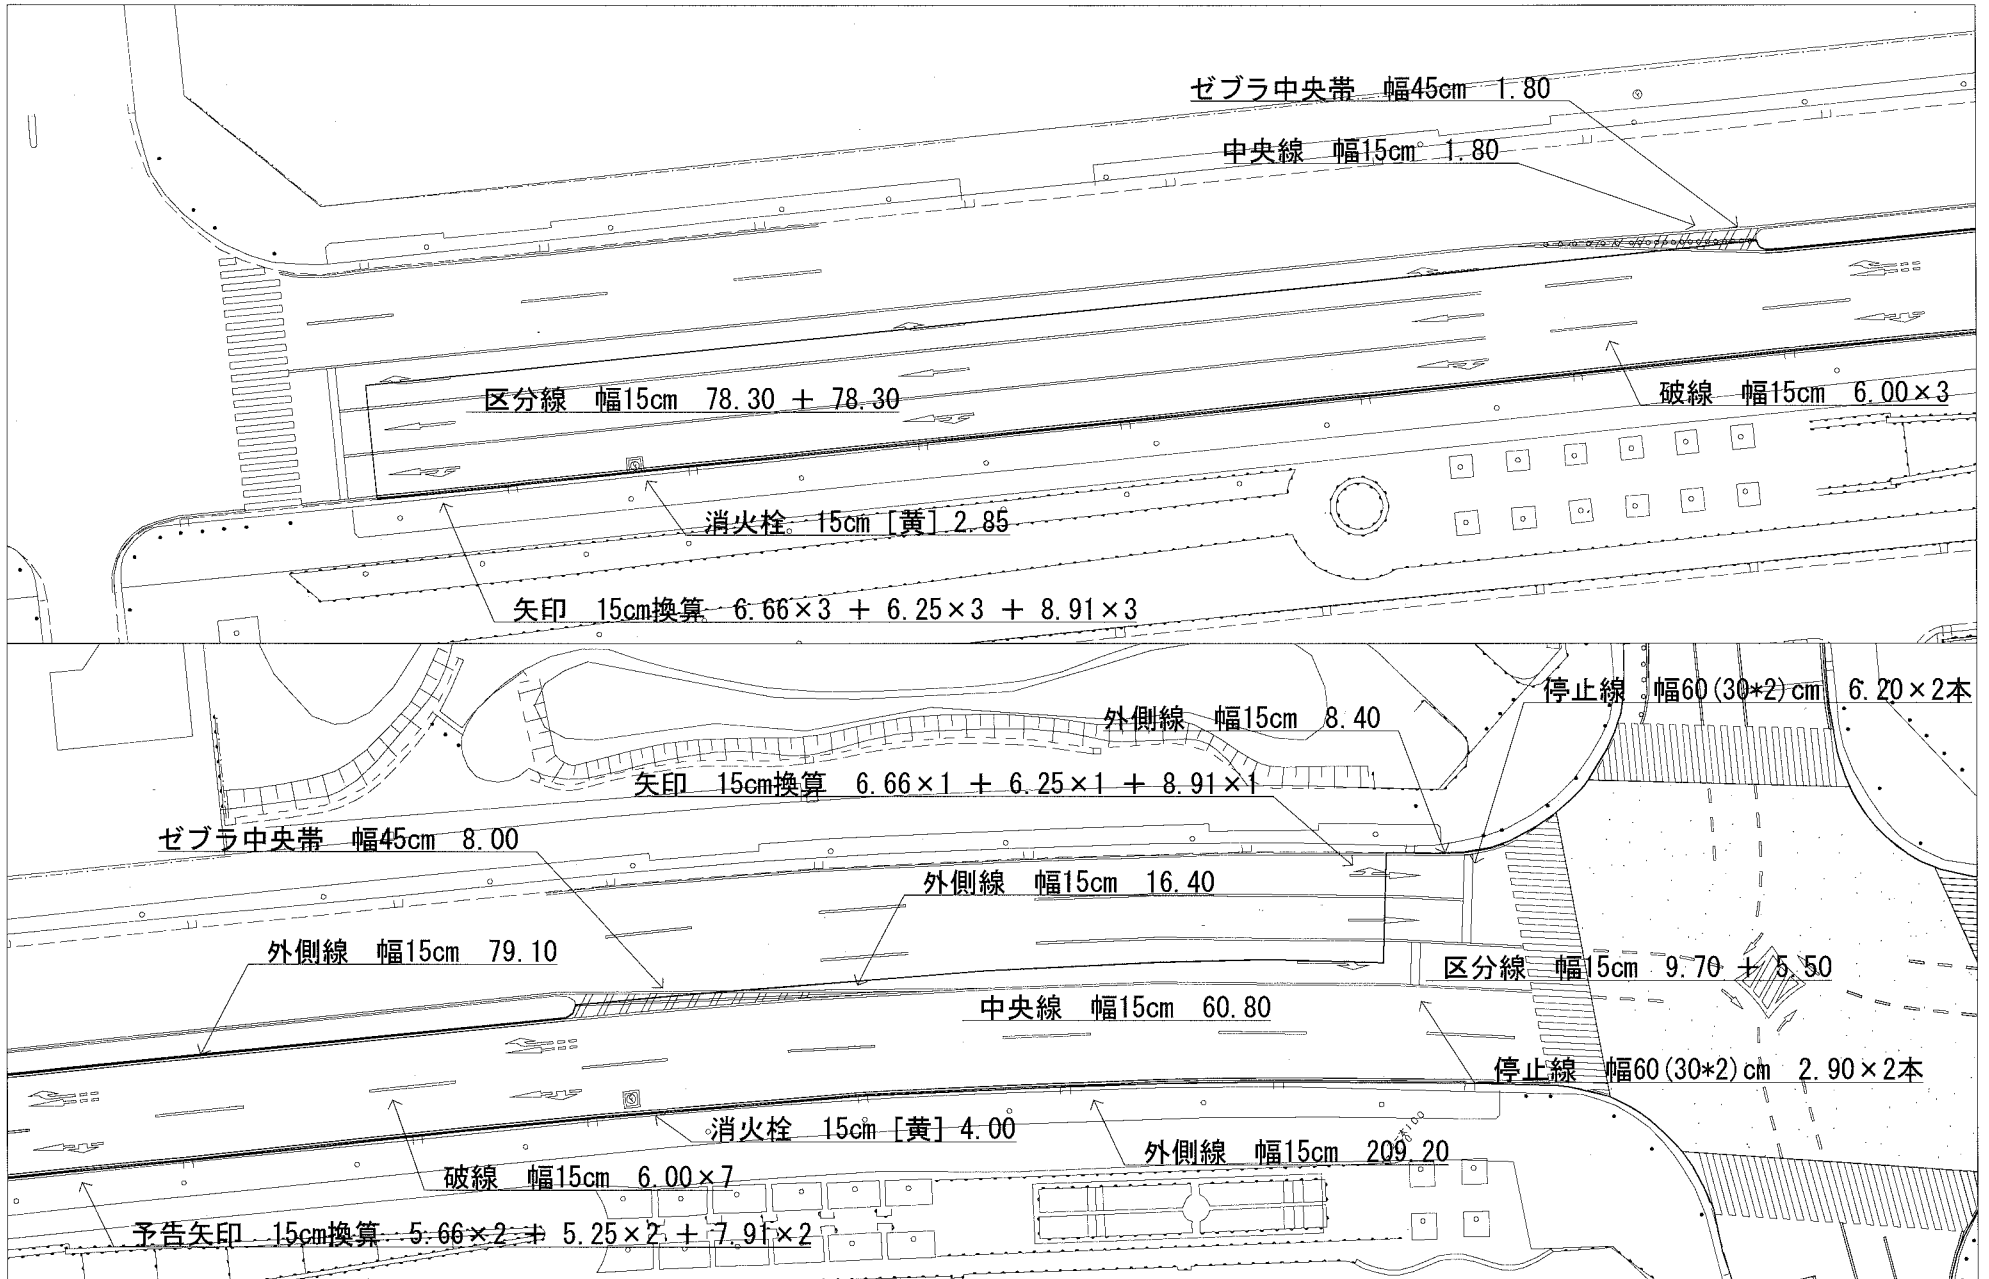 ゼブラ中央帯　幅45cm　1.80
中央線　幅15cm　1.80
区分線　幅15cm　78.30 ＋ 78.30
破線　幅15cm　6.00×3
消火栓　15cm [黄] 2.85
矢印　15cm換算　6.66×3 ＋ 6.25×3 ＋ 8.91×3
停止線　幅60(30*2)cm　6.20×2本
外側線　幅15cm　8.40
矢印　15cm換算　6.66×1 ＋ 6.25×1 ＋ 8.91×1
ゼブラ中央帯　幅45cm　8.00
外側線　幅15cm　16.40
外側線　幅15cm　79.10
区分線　幅15cm　9.70 ＋ 5.50
中央線　幅15cm　60.80
停止線　幅60(30*2)cm　2.90×2本
消火栓　15cm [黄] 4.00
外側線　幅15cm　209.20
破線　幅15cm　6.00×7
予告矢印　15cm換算　5.66×2 ＋ 5.25×2 ＋ 7.91×2